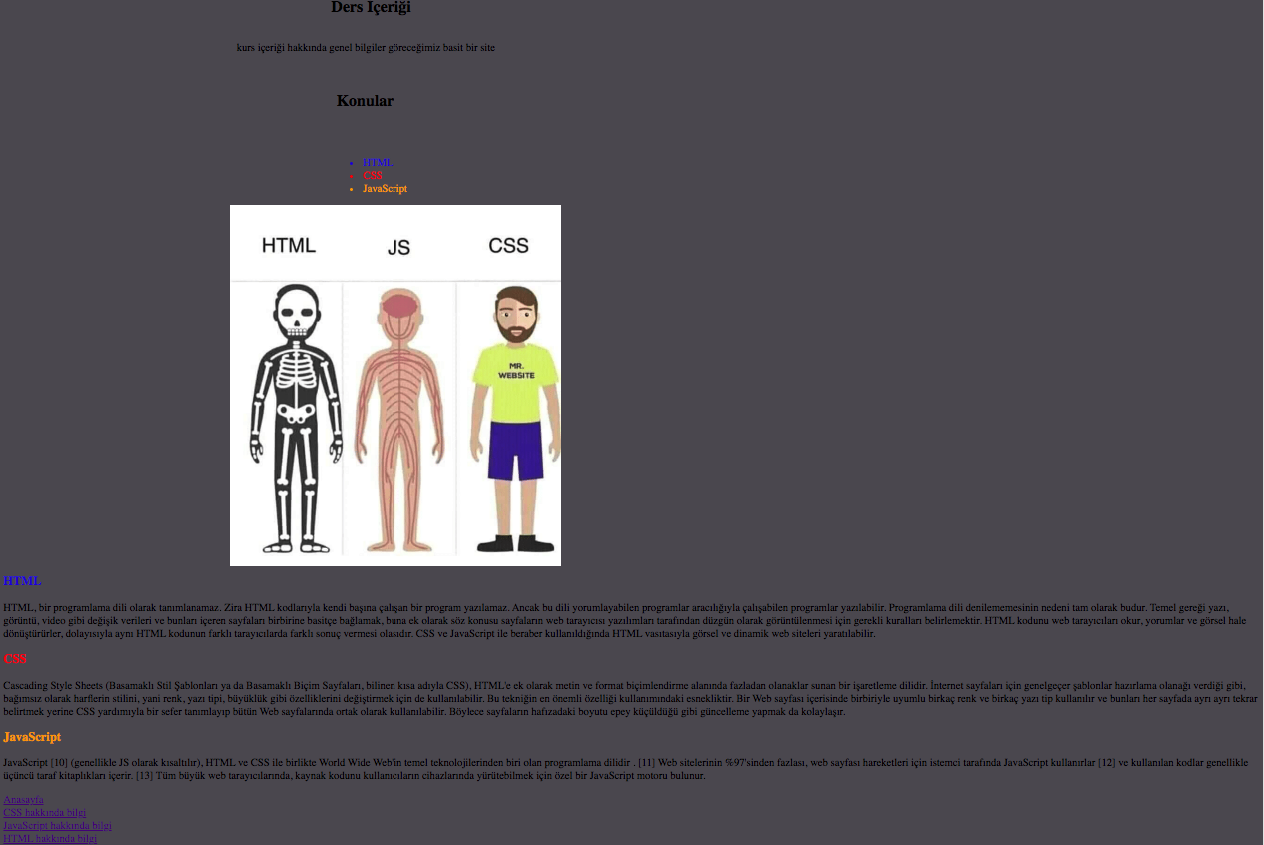 Ders Içeriği
kurs içeriği hakkında genel bilgiler göreceğimiz basit bir site
Konular
HTML
CSS
JavaScript
HTML JS CSS
MR.
WEBSITE
HTML
HTML, bir programlama dili olarak tanımlanamaz. Zira HTML kodlarıyla kendi başına çalışan bir program yazılamaz. Ancak bu dili yorumlayabilen programlar aracılığıyla çalışabilen programlar yazılabilir. Programlama dili denilememesinin nedeni tam olarak budur. Temel gereği yazı,
görüntü, video gibi değişik verileri ve bunları içeren sayfaları birbirine basitçe bağlamak, buna ek olarak söz konusu sayfaların web tarayıcısı yazılımları tarafından düzgün olarak görüntülenmesi için gerekli kuralları belirlemektir. HTML kodunu web tarayıcıları okur, yorumlar ve görsel hale
dönüştürürler, dolayısıyla aynı HTML kodunun farklı tarayıcılarda farklı sonuç vermesi olasıdır. CSS ve JavaScript ile beraber kullanıldığında HTML vasıtasıyla görsel ve dinamik web siteleri yaratılabilir.
CSS
Cascading Style Sheets (Basamaklı Stil Şablonları ya da Basamaklı Biçim Sayfaları, biliner kısa adıyla CSS), HTML'e ek olarak metin ve format biçimlendirme alanında fazladan olanaklar sunan bir işaretleme dilidir. İnternet sayfaları için genelgeçer şablonlar hazırlama olanağı verdiği gibi,
bağımsız olarak harflerin stilini, yani renk, yazı tipi, büyüklük gibi özelliklerini değiştirmek için de kullanılabilir. Bu tekniğin en önemli özelliği kullanımındaki esnekliktir. Bir Web sayfası içerisinde birbiriyle uyumlu birkaç renk ve birkaç yazı tip kullanılır ve bunları her sayfada ayrı ayrı tekrar
belirtmek yerine CSS yardımıyla bir sefer tanımlayıp bütün Web sayfalarında ortak olarak kullanılabilir. Böylece sayfaların hafızadaki boyutu epey küçüldüğü gibi güncelleme yapmak da kolaylaşır.
JavaScript
JavaScript [10] (genellikle JS olarak kısaltılır), HTML ve CSS ile birlikte World Wide Web'in temel teknolojilerinden biri olan programlama dilidir . [11] Web sitelerinin %97'sinden fazlası, web sayfası hareketleri için istemci tarafında JavaScript kullanırlar [12] ve kullanılan kodlar genellikle
üçüncü taraf kitaplıkları içerir. [13] Tüm büyük web tarayıcılarında, kaynak kodunu kullanıcıların cihazlarında yürütebilmek için özel bir JavaScript motoru bulunur.
Anasayfa
CSS hakkında bilgi
JavaScript hakkında bilgi
HTML hakkında bilgi